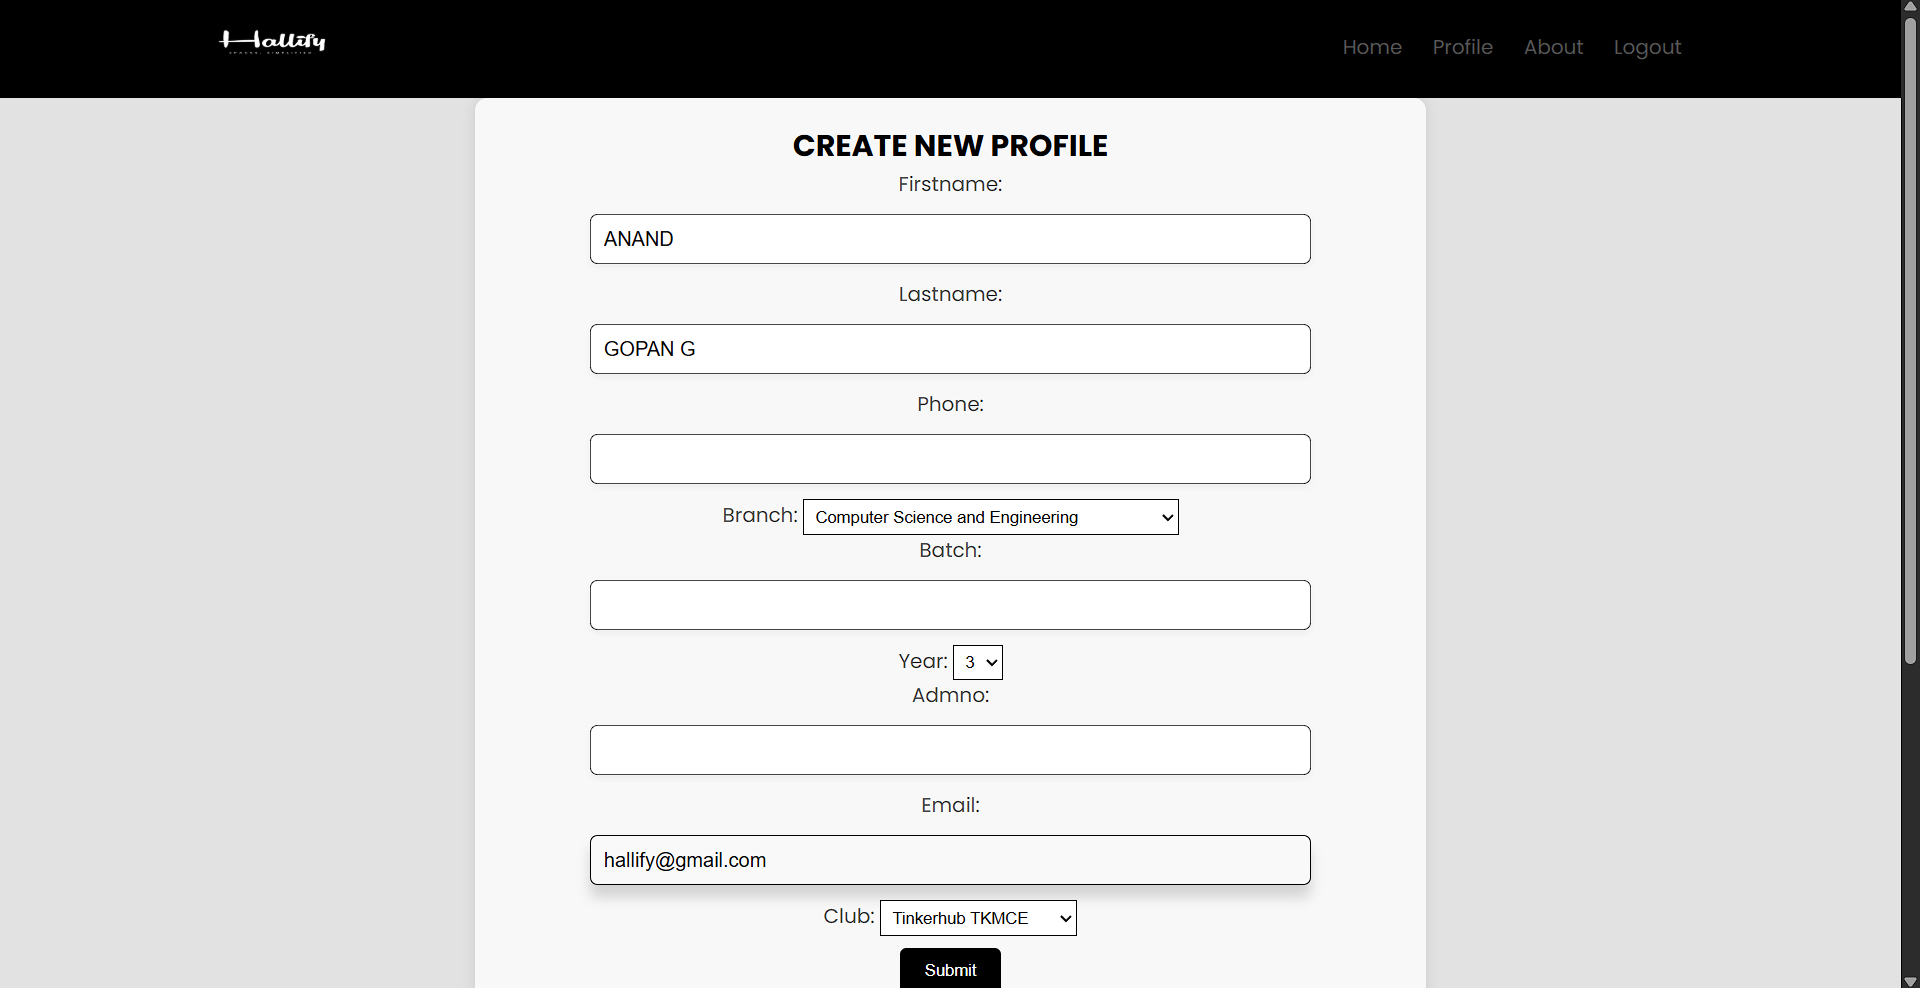 Hallify
Home Profile About Logout
CREATE NEW PROFILE
Firstname:
ANAND
Lastname:
GOPAN G
Phone:
Branch: Computer Science and Engineering
Batch:
Year: 3
Admno:
Email:
hallify@gmail.com
Club: Tinkerhub TKMCE
Submit